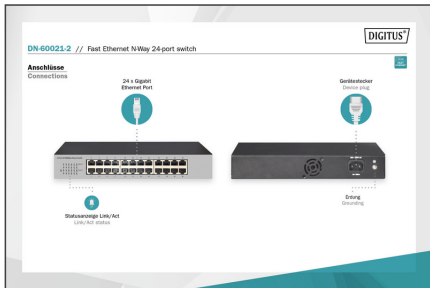 DIGITUS®
DN-60021-2 // Fast Ethernet N-Way 24-port switch
Anschlüsse
Connections
24 x Gigabit
Ethernet Port
Gerätestecker
Device plug
Statusanzeige Link/Act
Link/Act status
Erdung
Grounding